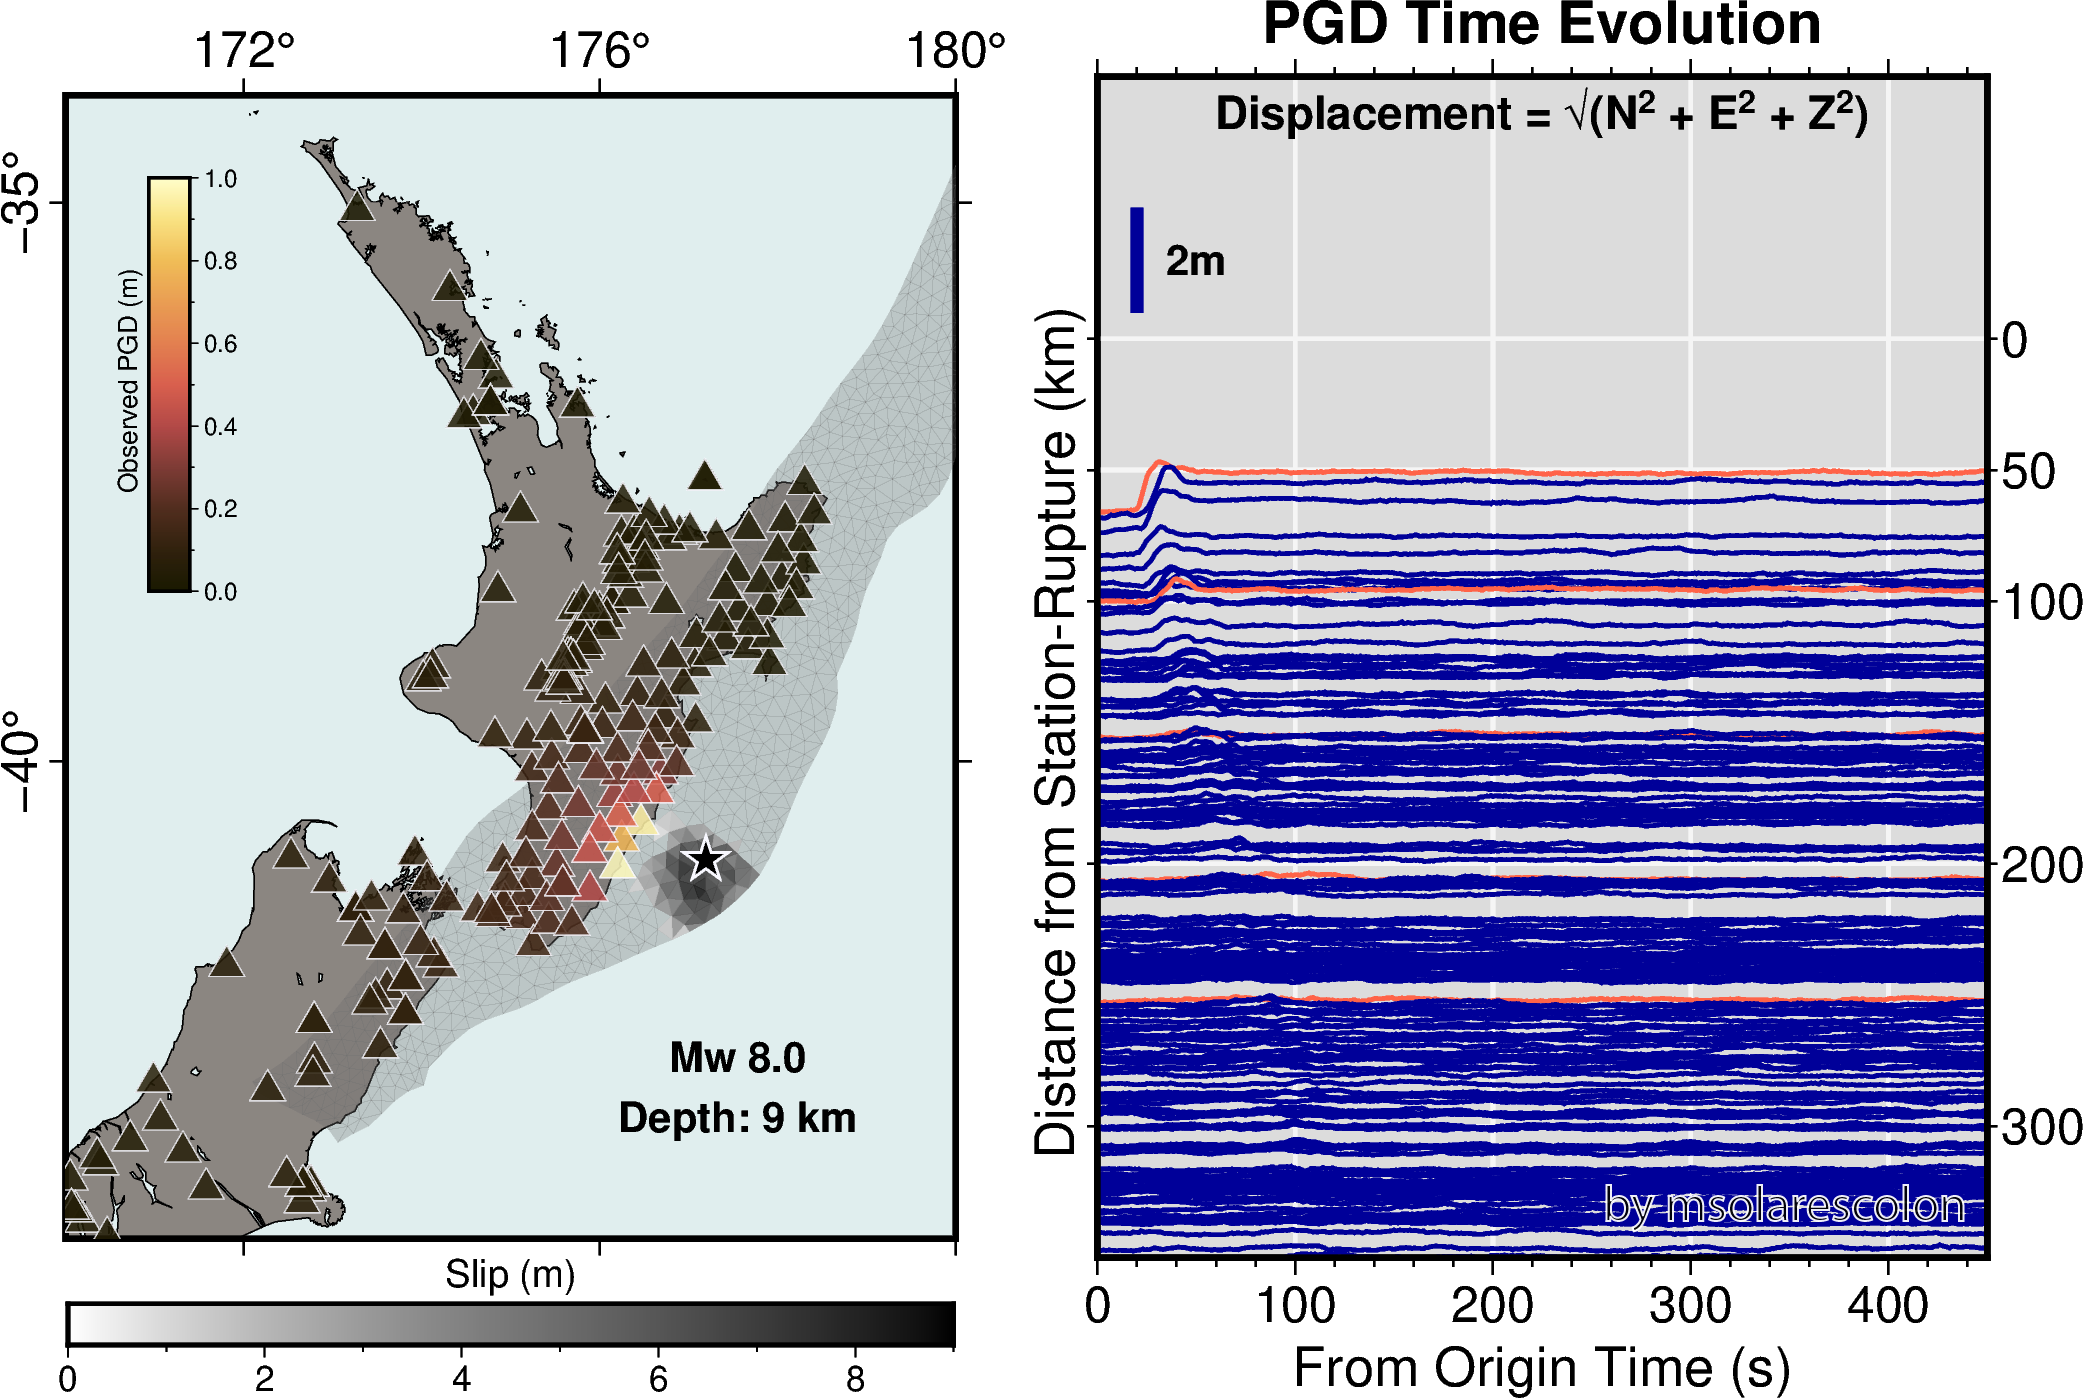 172° 176° 180°
−35°
−40°
1.0
0.8
0.6
0.4
0.2
0.0
Observed PGD (m)
Mw 8.0
Depth: 9 km
Slip (m)
0 2 4 6 8
PGD Time Evolution
Displacement = √(N² + E² + Z²)
2m
Distance from Station-Rupture (km)
0
50
100
200
300
by msolarescolon
0 100 200 300 400
From Origin Time (s)